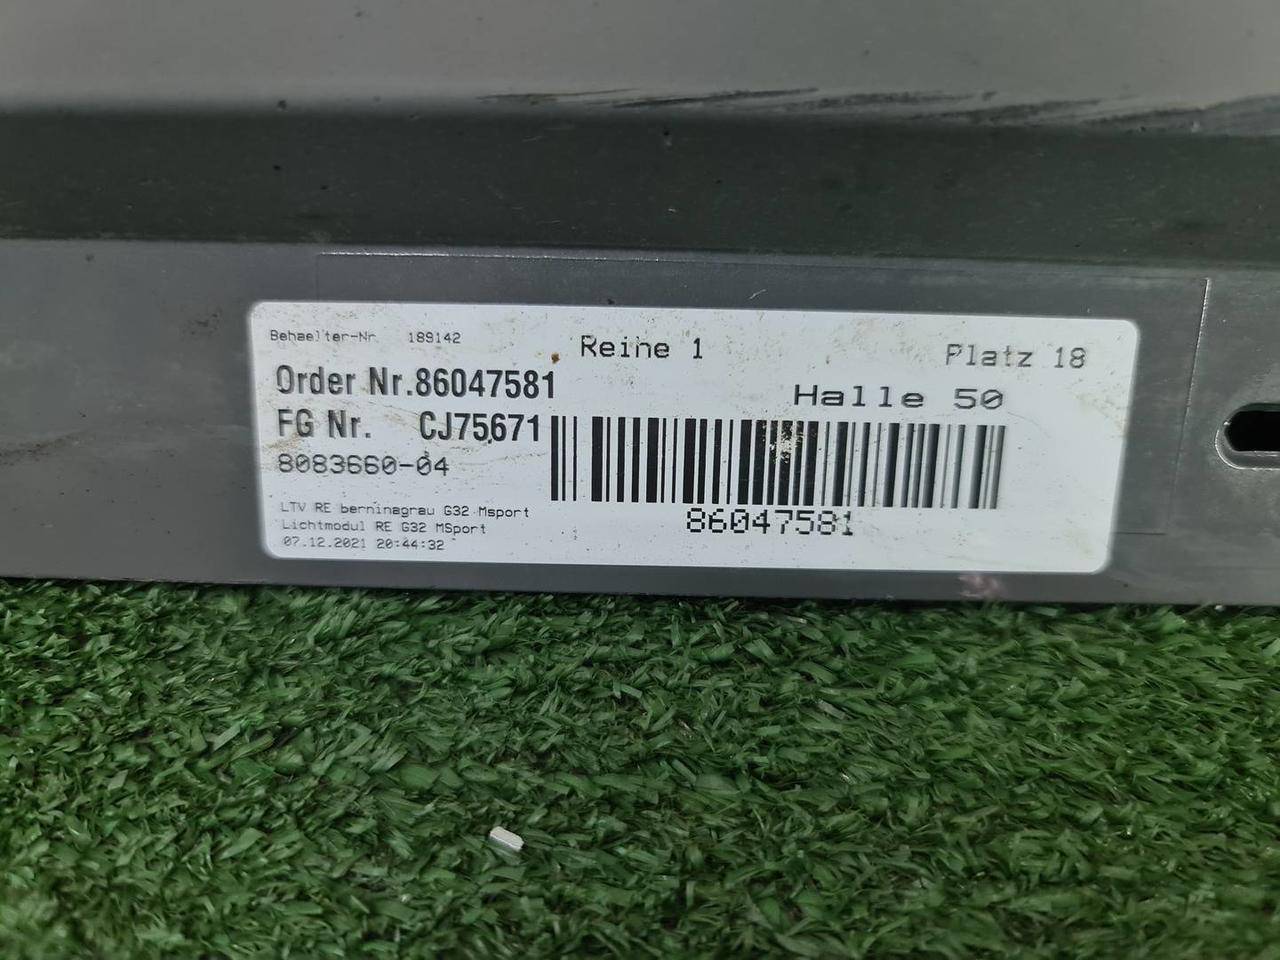 Behaelter-Nr. 189142 Reihe 1 Platz 18
Order Nr.86047581 Halle 50
FG Nr. CJ75671
8083660-04
LTV RE berninagrau G32 Msport
Lichtmodul RE G32 MSport
07.12.2021 20:44:32
86047581